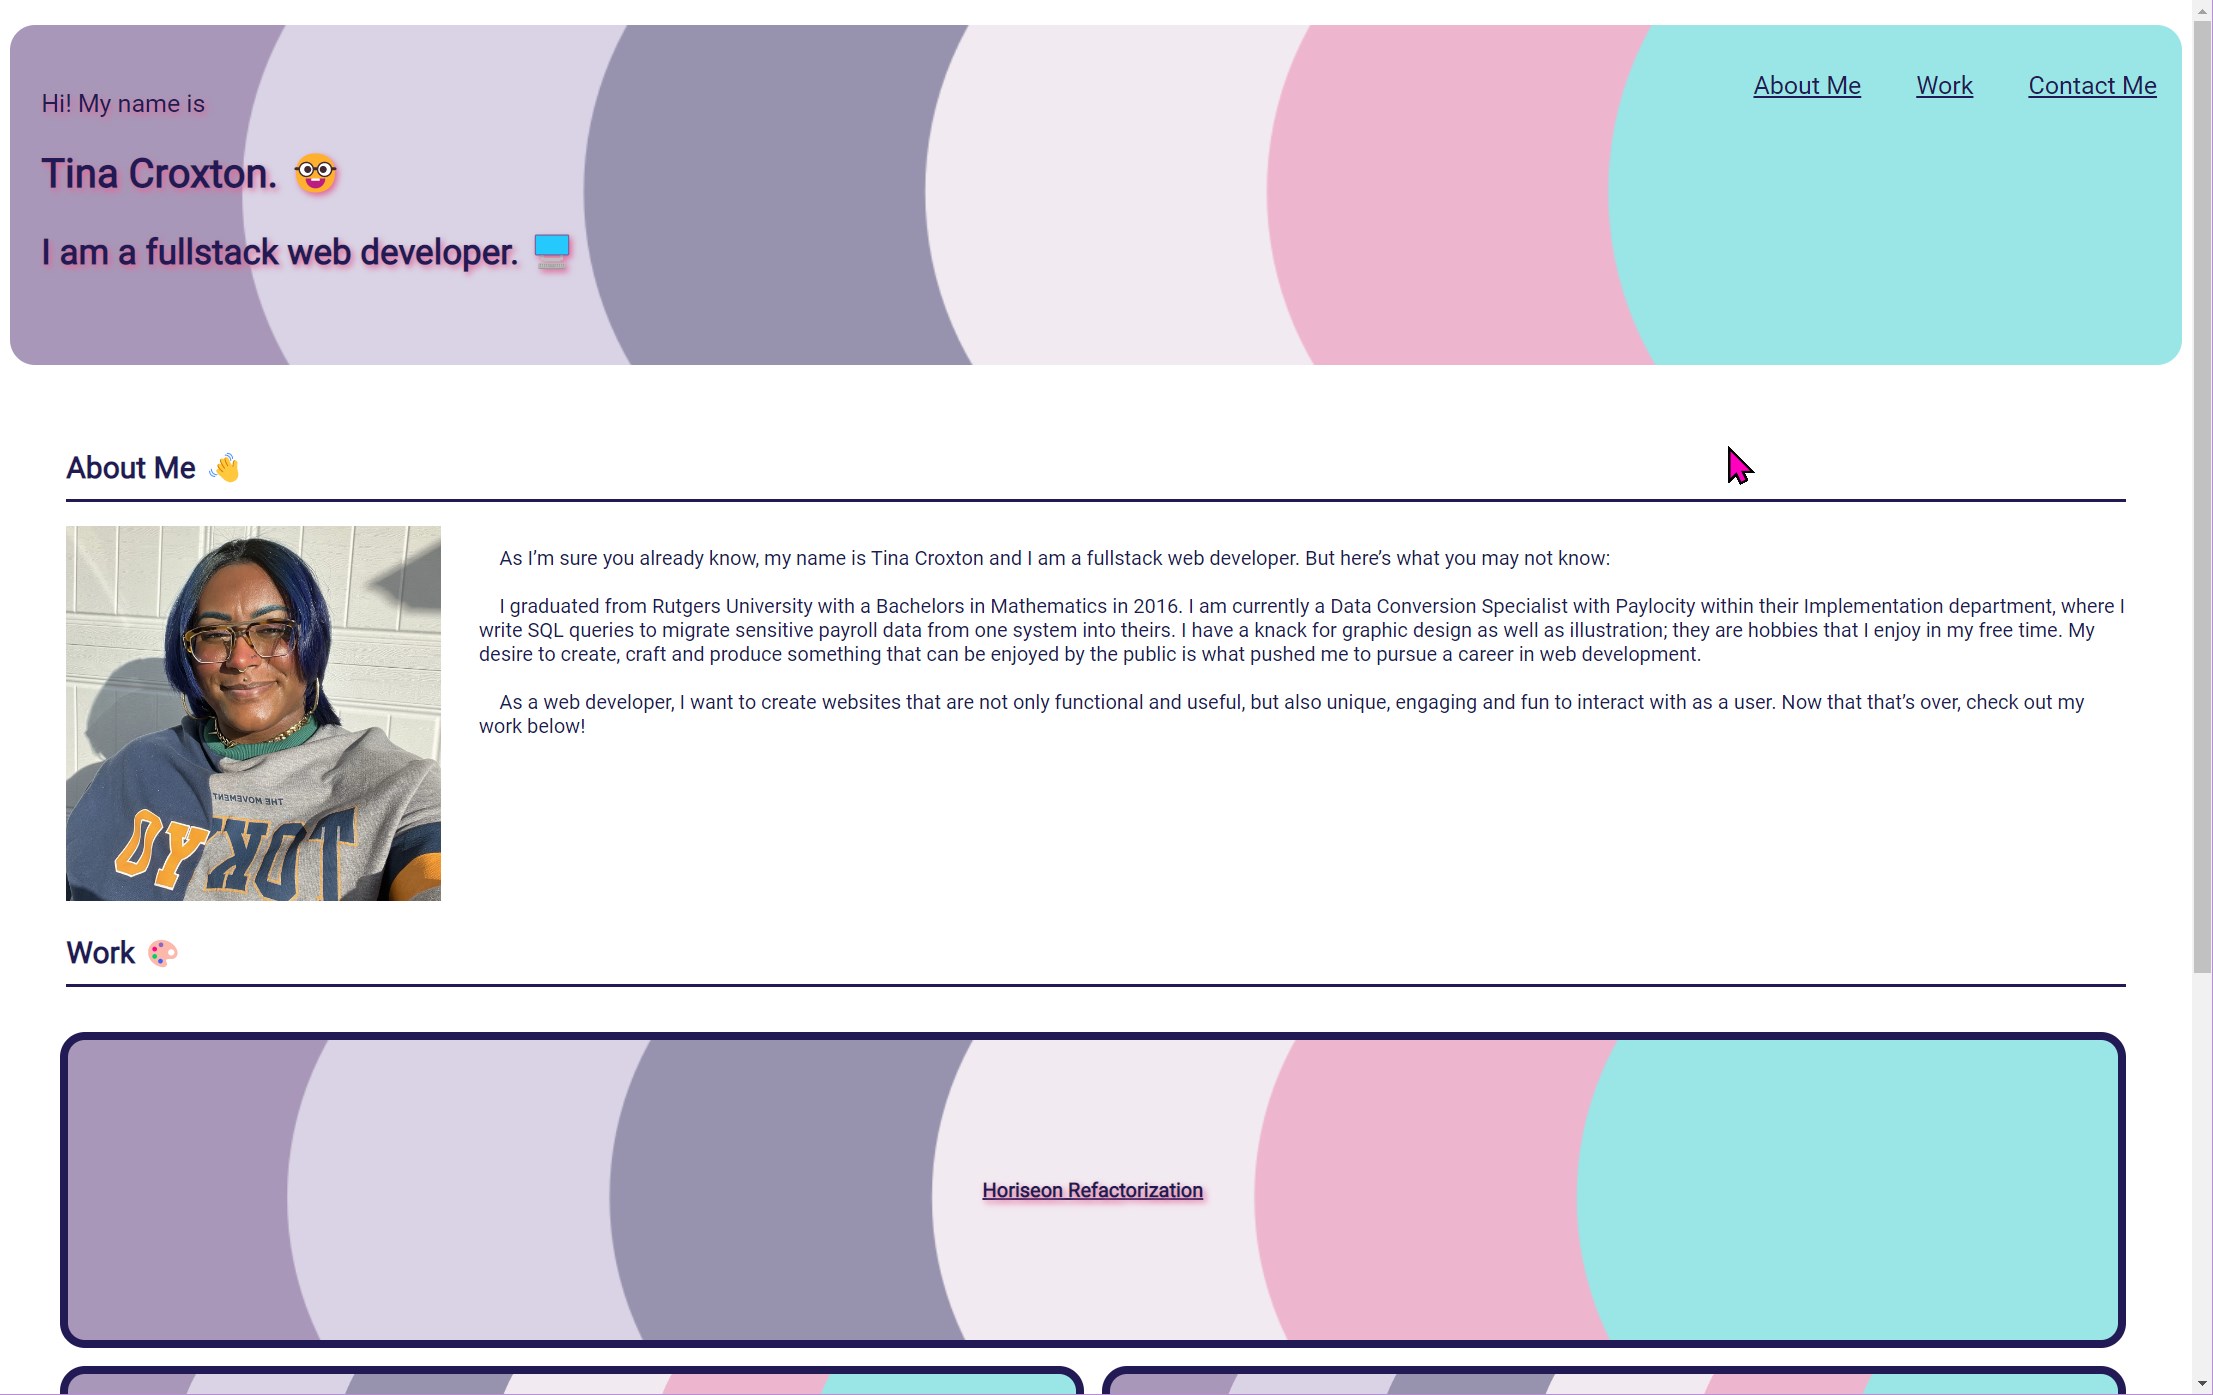 Hi! My name is
About Me Work Contact Me
Tina Croxton. 🤓
I am a fullstack web developer. 🖥️
About Me 👋
As I’m sure you already know, my name is Tina Croxton and I am a fullstack web developer. But here’s what you may not know:
I graduated from Rutgers University with a Bachelors in Mathematics in 2016. I am currently a Data Conversion Specialist with Paylocity within their Implementation department, where I
write SQL queries to migrate sensitive payroll data from one system into theirs. I have a knack for graphic design as well as illustration; they are hobbies that I enjoy in my free time. My
desire to create, craft and produce something that can be enjoyed by the public is what pushed me to pursue a career in web development.
As a web developer, I want to create websites that are not only functional and useful, but also unique, engaging and fun to interact with as a user. Now that that’s over, check out my
work below!
THE MOVEMENT
TOKYO
Work 🎨
Horiseon Refactorization